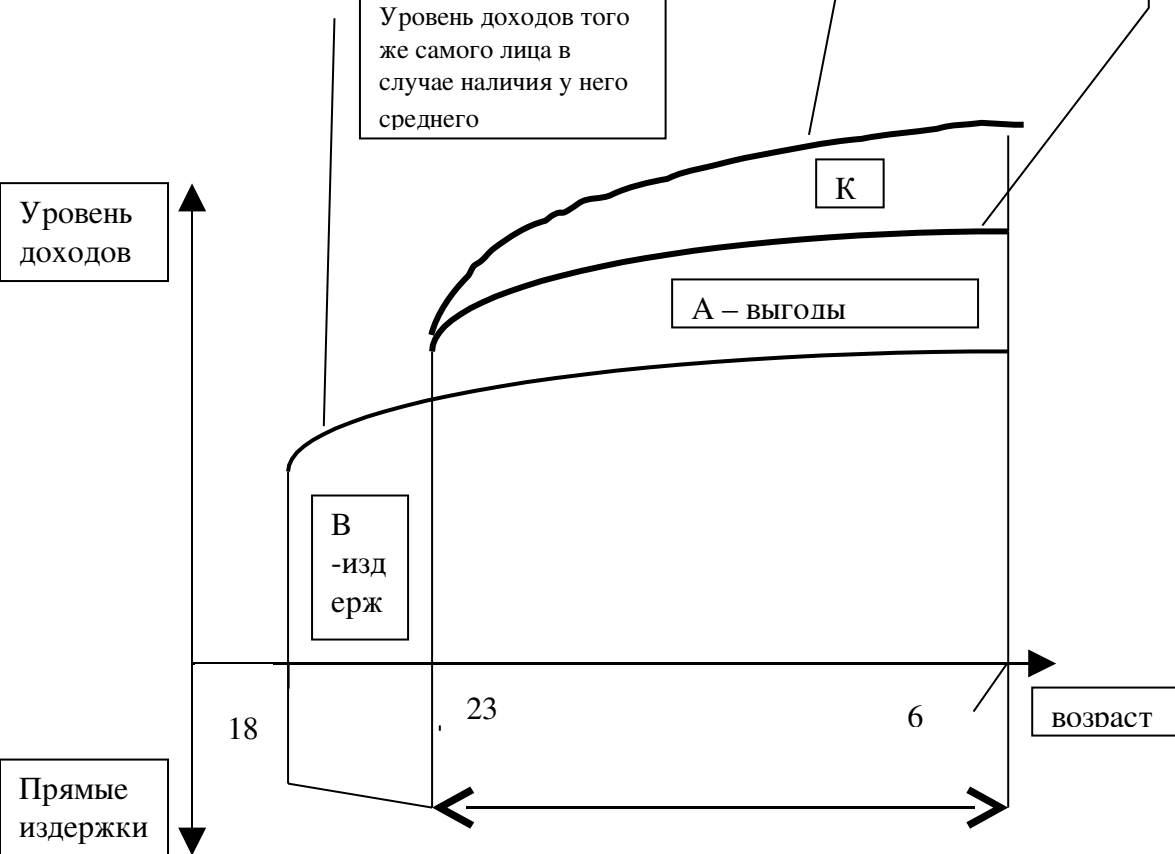 Уровень доходов того
же самого лица в
случае наличия у него
среднего
К
Уровень
доходов
А – выгоды
В
-изд
ерж
23
18
6
возраст
Прямые
издержки